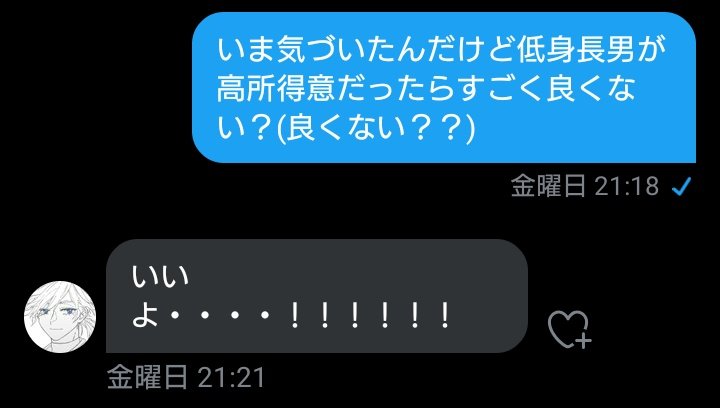 いま気づいたんだけど低身長男が
高所得意だったらすごく良くな
い？(良くない？？)
金曜日 21:18
いい
よ・・・・！！！！！！
金曜日 21:21